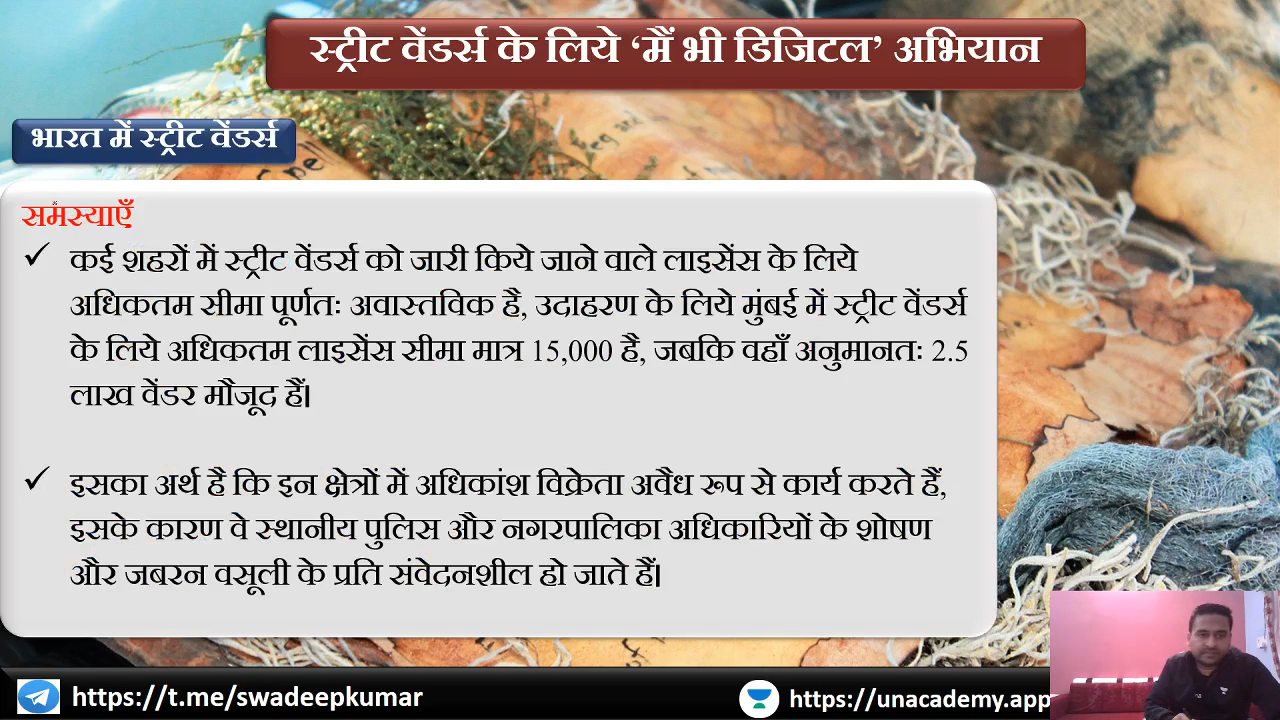 स्ट्रीट वेंडर्स के लिये ‘मैं भी डिजिटल’ अभियान
भारत में स्ट्रीट वेंडर्स
समस्याएँ
✓ कई शहरों में स्ट्रीट वेंडर्स को जारी किये जाने वाले लाइसेंस के लिये
अधिकतम सीमा पूर्णतः अवास्तविक है, उदाहरण के लिये मुंबई में स्ट्रीट वेंडर्स
के लिये अधिकतम लाइसेंस सीमा मात्र 15,000 है, जबकि वहाँ अनुमानतः 2.5
लाख वेंडर मौजूद हैं।
✓ इसका अर्थ है कि इन क्षेत्रों में अधिकांश विक्रेता अवैध रूप से कार्य करते हैं,
इसके कारण वे स्थानीय पुलिस और नगरपालिका अधिकारियों के शोषण
और जबरन वसूली के प्रति संवेदनशील हो जाते हैं।
https://t.me/swadeepkumar
https://unacademy.app